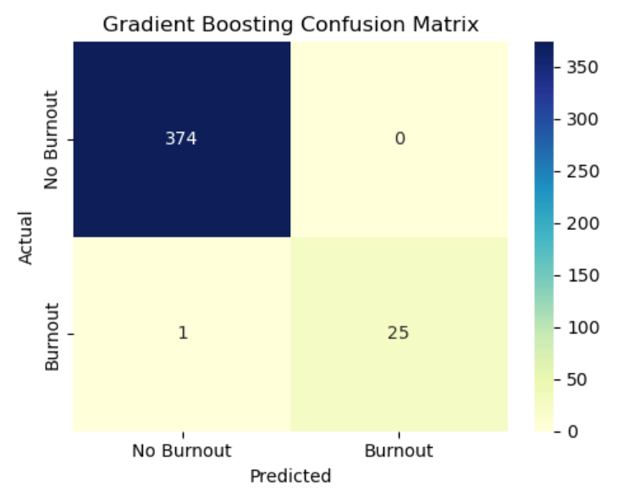 Gradient Boosting Confusion Matrix
No Burnout
374
0
350
300
250
200
150
100
50
0
Actual
Burnout
1
25
No Burnout
Burnout
Predicted